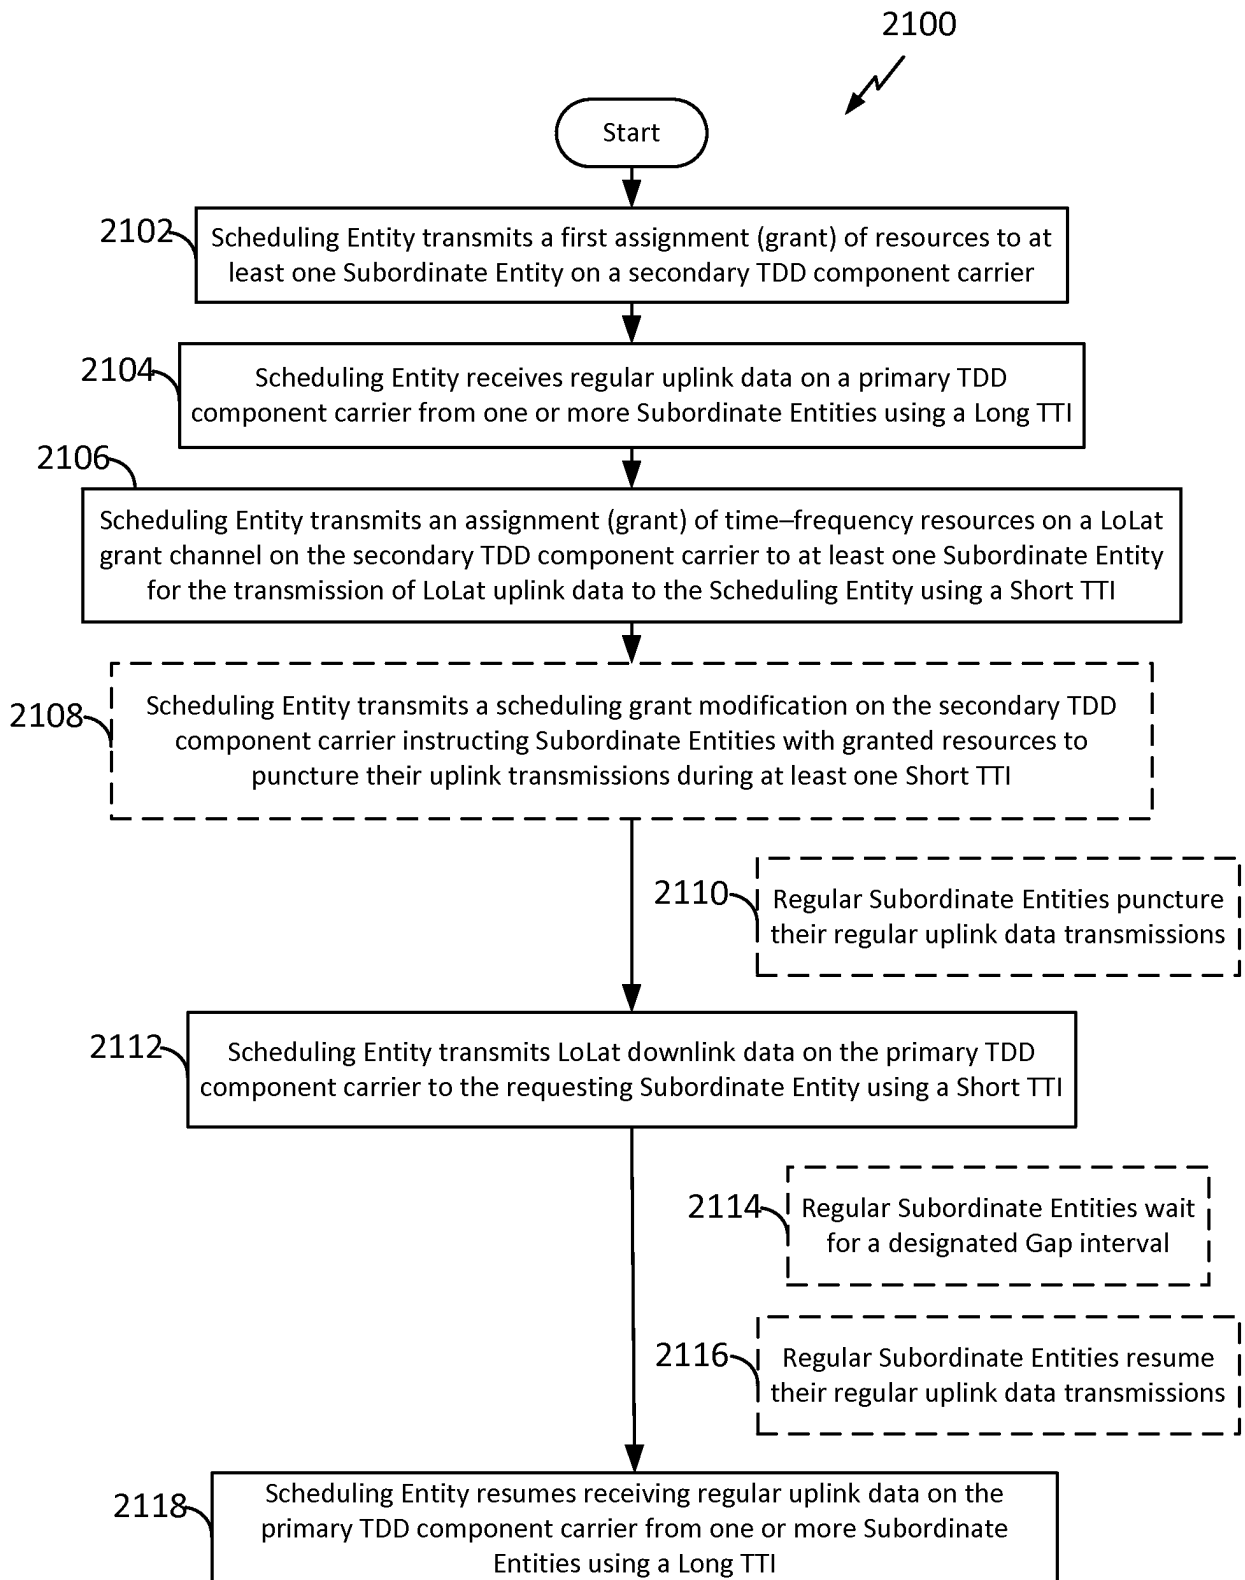 2100
Start
2102
Scheduling Entity transmits a first assignment (grant) of resources to at
least one Subordinate Entity on a secondary TDD component carrier
2104
Scheduling Entity receives regular uplink data on a primary TDD
component carrier from one or more Subordinate Entities using a Long TTI
2106
Scheduling Entity transmits an assignment (grant) of time–frequency resources on a LoLat
grant channel on the secondary TDD component carrier to at least one Subordinate Entity
for the transmission of LoLat uplink data to the Scheduling Entity using a Short TTI
2108
Scheduling Entity transmits a scheduling grant modification on the secondary TDD
component carrier instructing Subordinate Entities with granted resources to
puncture their uplink transmissions during at least one Short TTI
2110
Regular Subordinate Entities puncture
their regular uplink data transmissions
2112
Scheduling Entity transmits LoLat downlink data on the primary TDD
component carrier to the requesting Subordinate Entity using a Short TTI
2114
Regular Subordinate Entities wait
for a designated Gap interval
2116
Regular Subordinate Entities resume
their regular uplink data transmissions
2118
Scheduling Entity resumes receiving regular uplink data on the
primary TDD component carrier from one or more Subordinate
Entities using a Long TTI